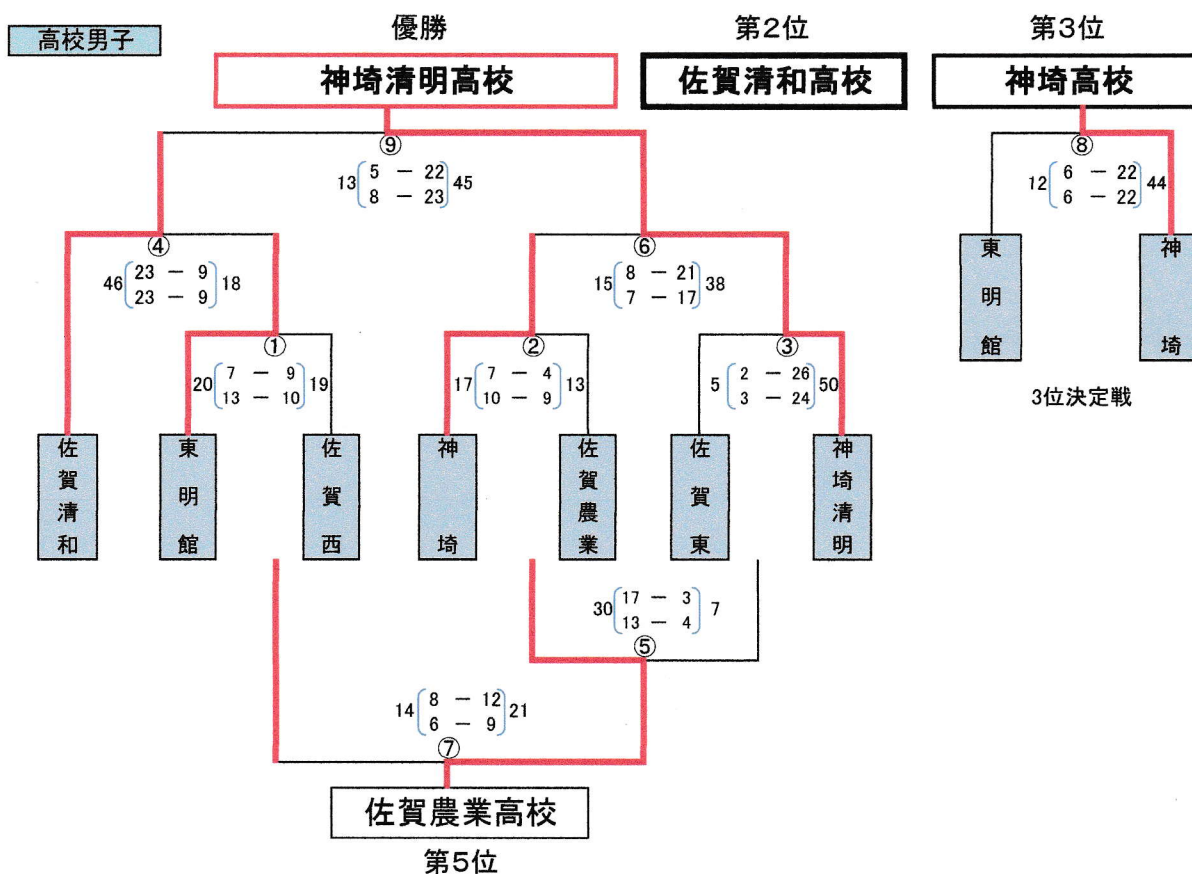 高校男子
優勝
第2位
第3位
神埼清明高校
佐賀清和高校
神埼高校
⑨
13 5 － 22 45
8 － 23
⑧
12 6 － 22 44
6 － 22
東明館
神埼
3位決定戦
④
46 23 － 9 18
23 － 9
⑥
15 8 － 21 38
7 － 17
①
20 7 － 9 19
13 － 10
②
17 7 － 4 13
10 － 9
③
5 2 － 26 50
3 － 24
佐賀清和
東明館
佐賀西
神埼
佐賀農業
佐賀東
神埼清明
30 17 － 3 7
13 － 4
⑤
14 8 － 12 21
6 － 9
⑦
佐賀農業高校
第5位